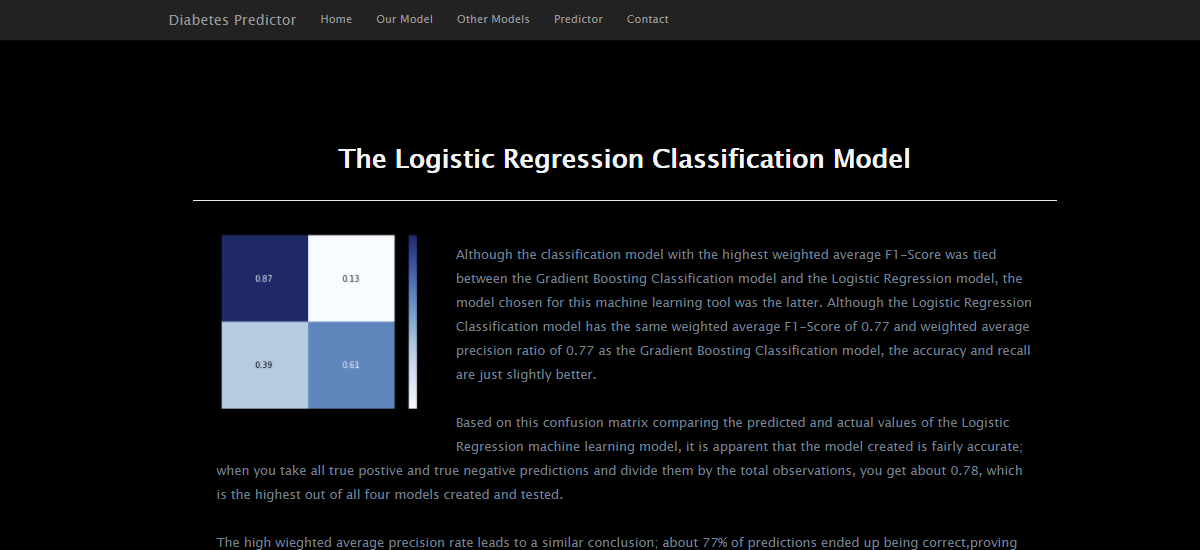 Diabetes Predictor Home Our Model Other Models Predictor Contact
The Logistic Regression Classification Model
0.87 0.13
0.39 0.61
Although the classification model with the highest weighted average F1-Score was tied
between the Gradient Boosting Classification model and the Logistic Regression model, the
model chosen for this machine learning tool was the latter. Although the Logistic Regression
Classification model has the same weighted average F1-Score of 0.77 and weighted average
precision ratio of 0.77 as the Gradient Boosting Classification model, the accuracy and recall
are just slightly better.
Based on this confusion matrix comparing the predicted and actual values of the Logistic
Regression machine learning model, it is apparent that the model created is fairly accurate;
when you take all true postive and true negative predictions and divide them by the total observations, you get about 0.78, which
is the highest out of all four models created and tested.
The high wieghted average precision rate leads to a similar conclusion; about 77% of predictions ended up being correct,proving